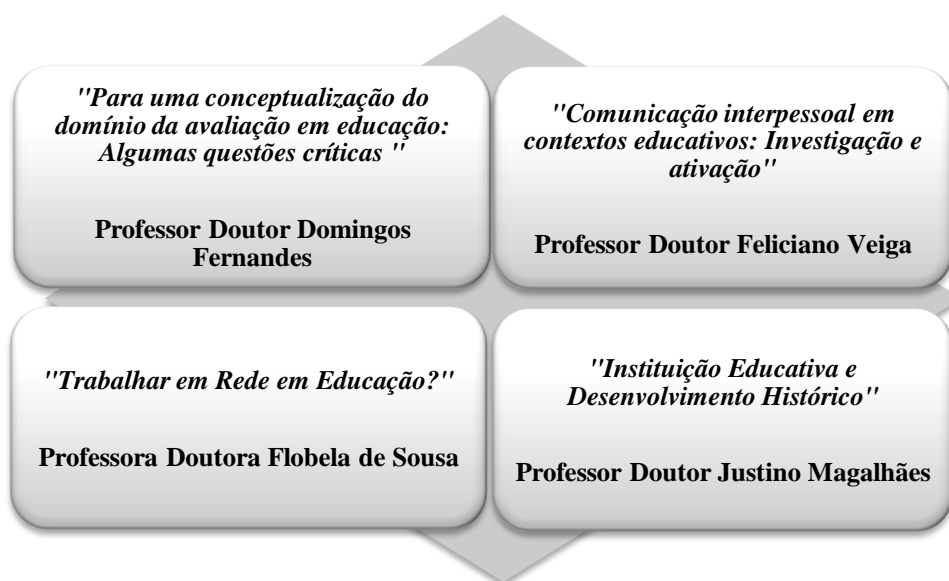 "Para uma conceptualização do
domínio da avaliação em educação:
Algumas questões críticas "
Professor Doutor Domingos
Fernandes
"Comunicação interpessoal em
contextos educativos: Investigação e
ativação"
Professor Doutor Feliciano Veiga
"Trabalhar em Rede em Educação?"
Professora Doutora Flobela de Sousa
"Instituição Educativa e
Desenvolvimento Histórico"
Professor Doutor Justino Magalhães